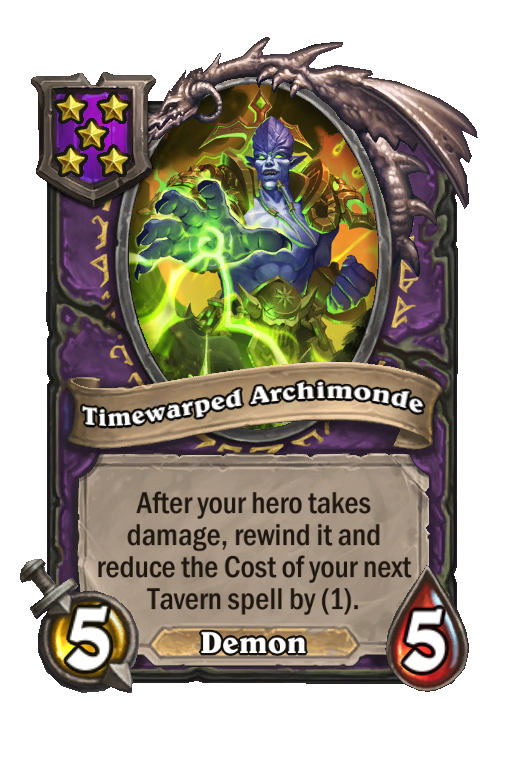 Timewarped Archimonde
After your hero takes
damage, rewind it and
reduce the Cost of your next
Tavern spell by (1).
5
Demon
5